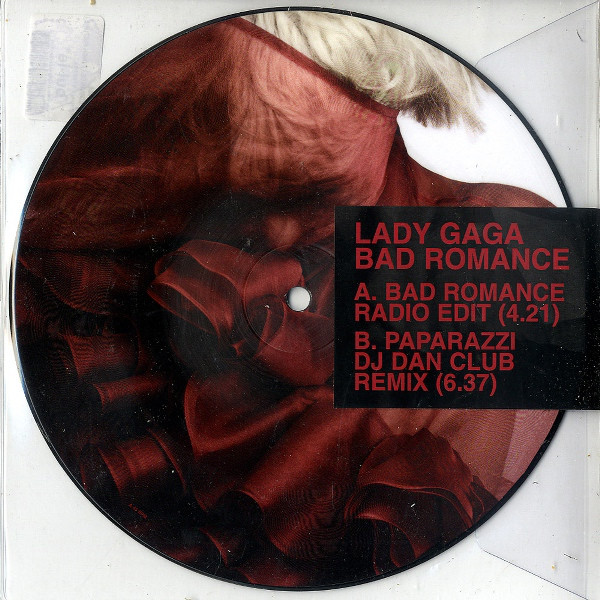 LADY GAGA
BAD ROMANCE
A. BAD ROMANCE
RADIO EDIT (4.21)
B. PAPARAZZI
DJ DAN CLUB
REMIX (6.37)